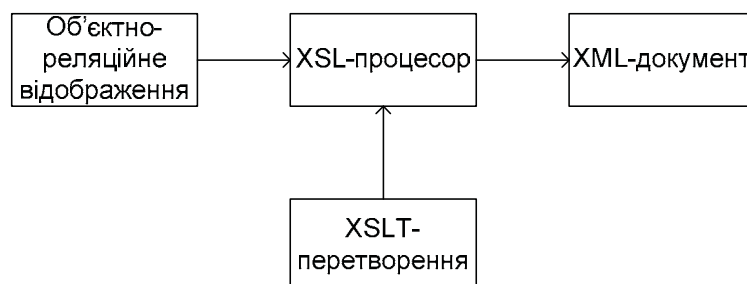 Об’єктно-
реляційне
відображення
XSL-процесор
XML-документ
XSLT-
перетворення